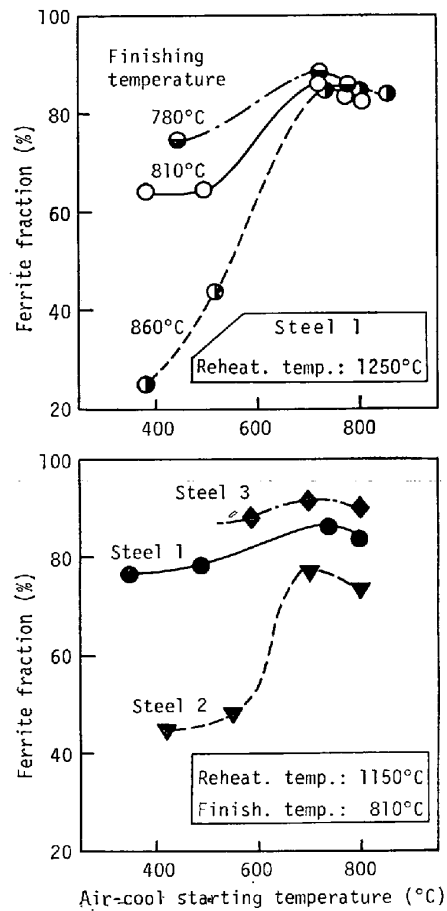 100
80
60
40
20
Ferrite fraction (%)
Finishing
temperature
780°C
810°C
860°C
Steel 1
Reheat. temp.: 1250°C
400
600
800
100
80
60
40
20
Ferrite fraction (%)
Steel 3
Steel 1
Steel 2
Reheat. temp.: 1150°C
Finish. temp.: 810°C
400
600
800
Air-cool starting temperature (°C)